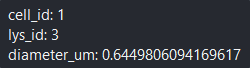 cell_id: 1
lys_id: 3
diameter_um: 0.6449806094169617